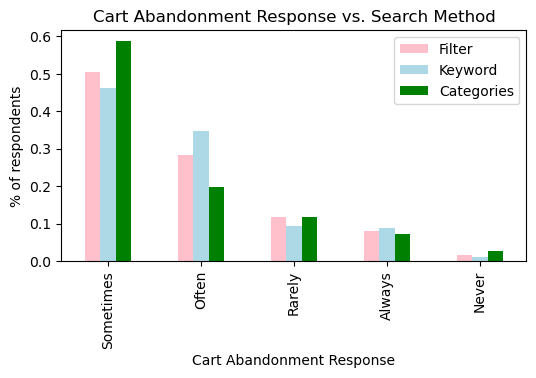 Cart Abandonment Response vs. Search Method
% of respondents
0.6
0.5
0.4
0.3
0.2
0.1
0.0
Filter
Keyword
Categories
Sometimes
Often
Rarely
Always
Never
Cart Abandonment Response